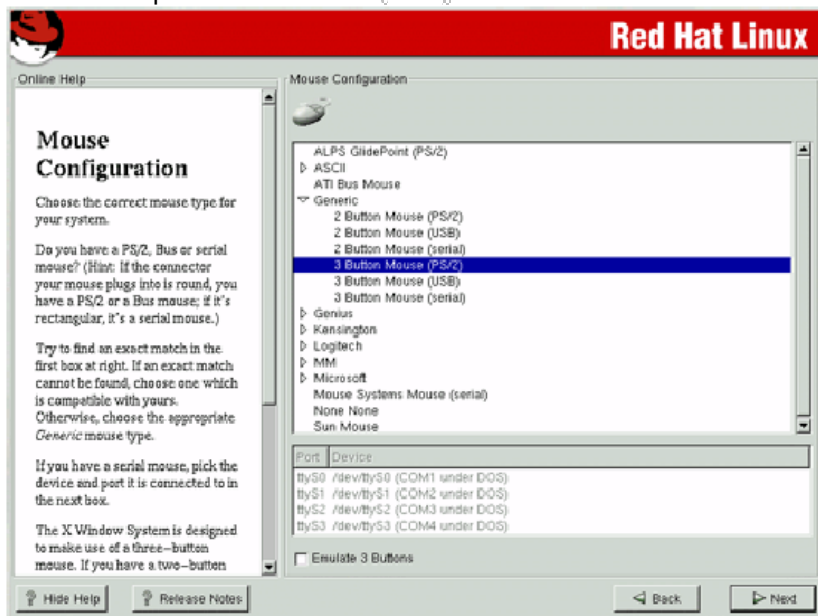 Red Hat Linux
Online Help
Mouse
Configuration
Choose the correct mouse type for
your system.
Do you have a PS/2, Bus or serial
mouse? (Hint: If the connector
your mouse plugs into is round, you
have a PS/2 or a Bus mouse; if it's
rectangular, it's a serial mouse.)
Try to find an exact match in the
first box at right. If an exact match
cannot be found, choose one which
is compatible with yours.
Otherwise, choose the appropriate
Generic mouse type.
If you have a serial mouse, pick the
device and port it is connected to in
the next box.
The X Window System is designed
to make use of a three-button
mouse. If you have a two-button
Mouse Configuration
ALPS GlidePoint (PS/2)
ASCII
ATI Bus Mouse
Generic
2 Button Mouse (PS/2)
2 Button Mouse (USB)
2 Button Mouse (serial)
3 Button Mouse (PS/2)
3 Button Mouse (USB)
3 Button Mouse (serial)
Genius
Kensington
Logitech
MM
Microsoft
Mouse Systems Mouse (serial)
None None
Sun Mouse
Port Device
ttyS0 /dev/ttyS0 (COM1 under DOS)
ttyS1 /dev/ttyS1 (COM2 under DOS)
ttyS2 /dev/ttyS2 (COM3 under DOS)
ttyS3 /dev/ttyS3 (COM4 under DOS)
Emulate 3 Buttons
Hide Help
Release Notes
Back
Next